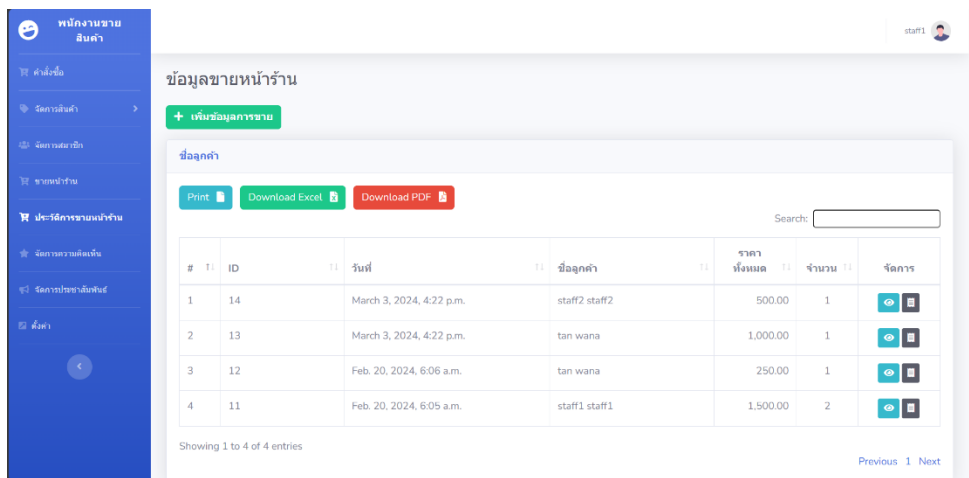 พนักงานขาย
สินค้า
staff1
คำสั่งซื้อ
จัดการสินค้า
จัดการสมาชิก
ขายหน้าร้าน
ประวัติการขายหน้าร้าน
จัดการความคิดเห็น
จัดการประชาสัมพันธ์
ตั้งค่า
ข้อมูลขายหน้าร้าน
+ เพิ่มข้อมูลการขาย
ชื่อลูกค้า
Print Download Excel Download PDF
Search:
# ID วันที่ ชื่อลูกค้า ราคา ทั้งหมด จำนวน จัดการ
1 14 March 3, 2024, 4:22 p.m. staff2 staff2 500.00 1
2 13 March 3, 2024, 4:22 p.m. tan wana 1,000.00 1
3 12 Feb. 20, 2024, 6:06 a.m. tan wana 250.00 1
4 11 Feb. 20, 2024, 6:05 a.m. staff1 staff1 1,500.00 2
Showing 1 to 4 of 4 entries
Previous 1 Next